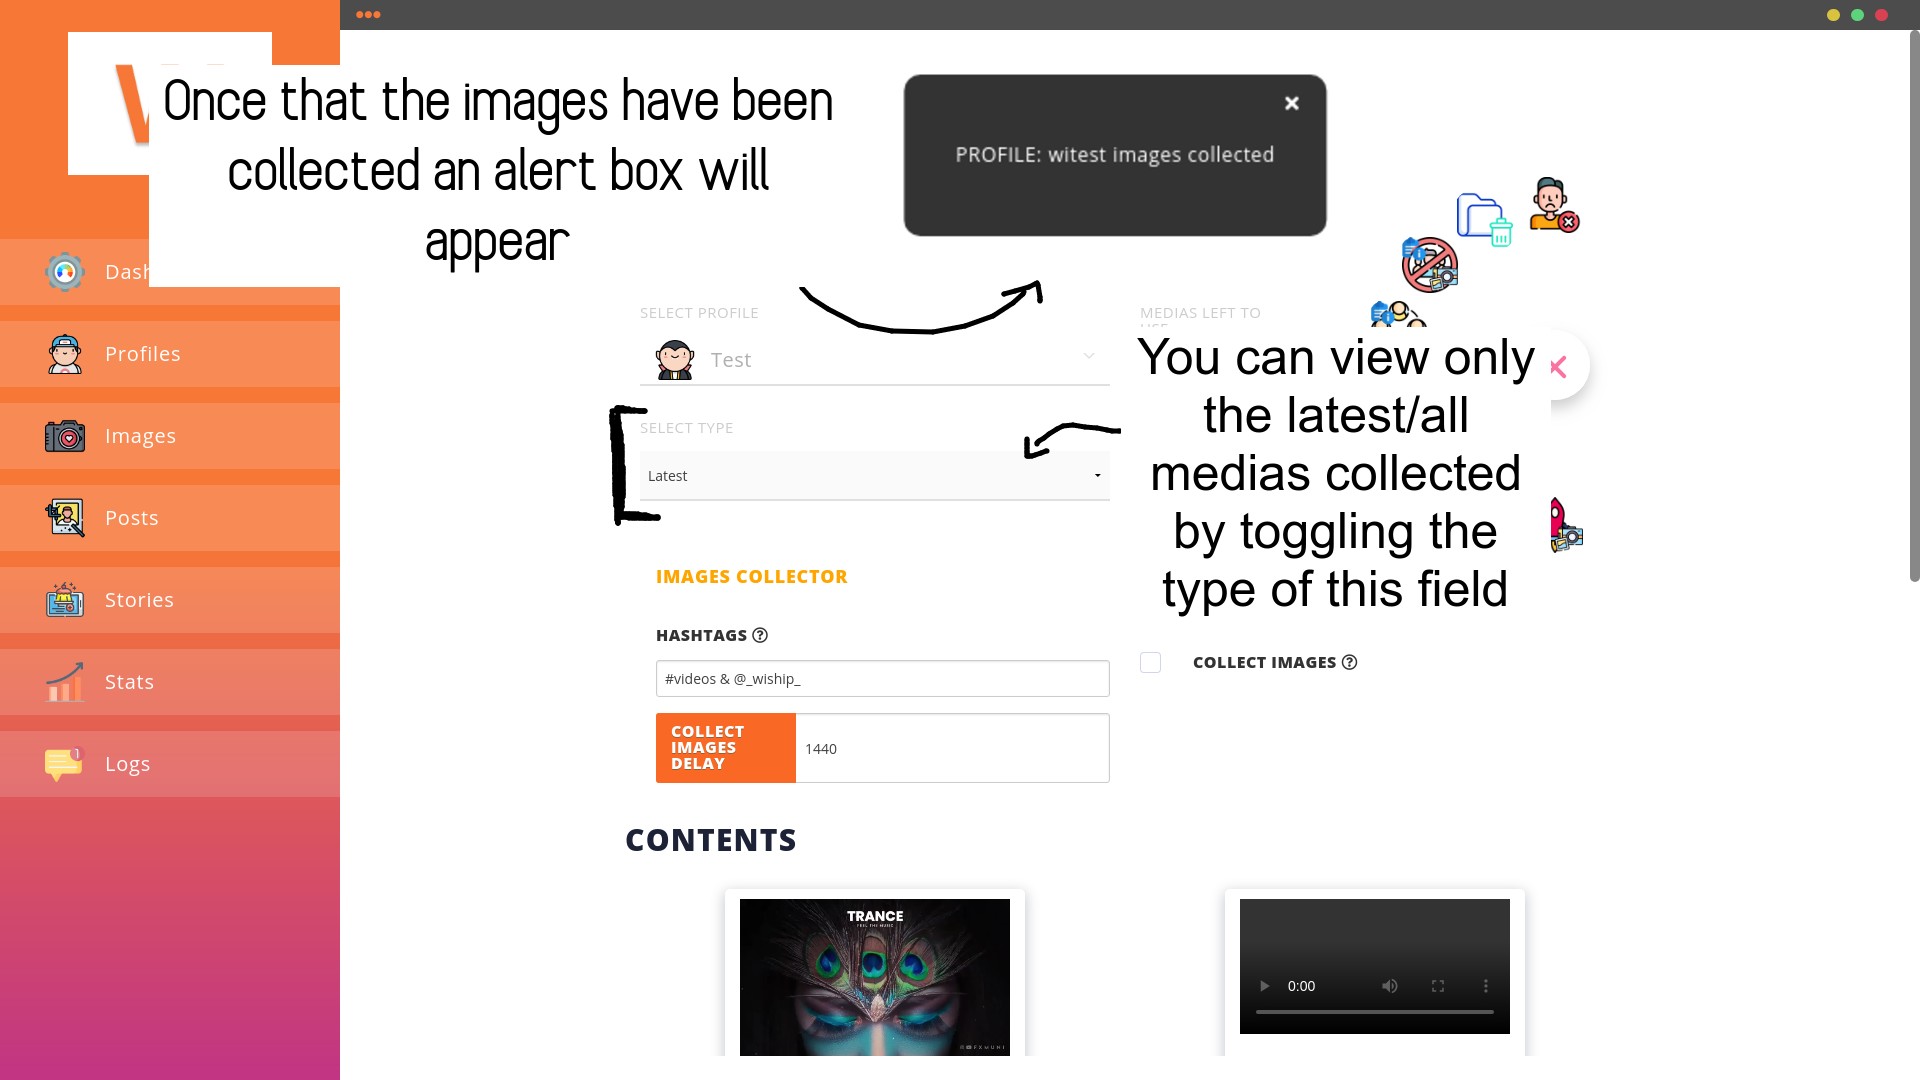 Once that the images have been
collected an alert box will
appear
PROFILE: witest images collected
Profiles
Images
Posts
Stories
Stats
Logs
SELECT PROFILE
Test
SELECT TYPE
Latest
MEDIAS LEFT TO
You can view only
the latest/all
medias collected
by toggling the
type of this field
IMAGES COLLECTOR
HASHTAGS
#videos & @_wiship_
COLLECT IMAGES
COLLECT
IMAGES
DELAY
1440
CONTENTS
TRANCE
FEEL THE MUSIC
0:00